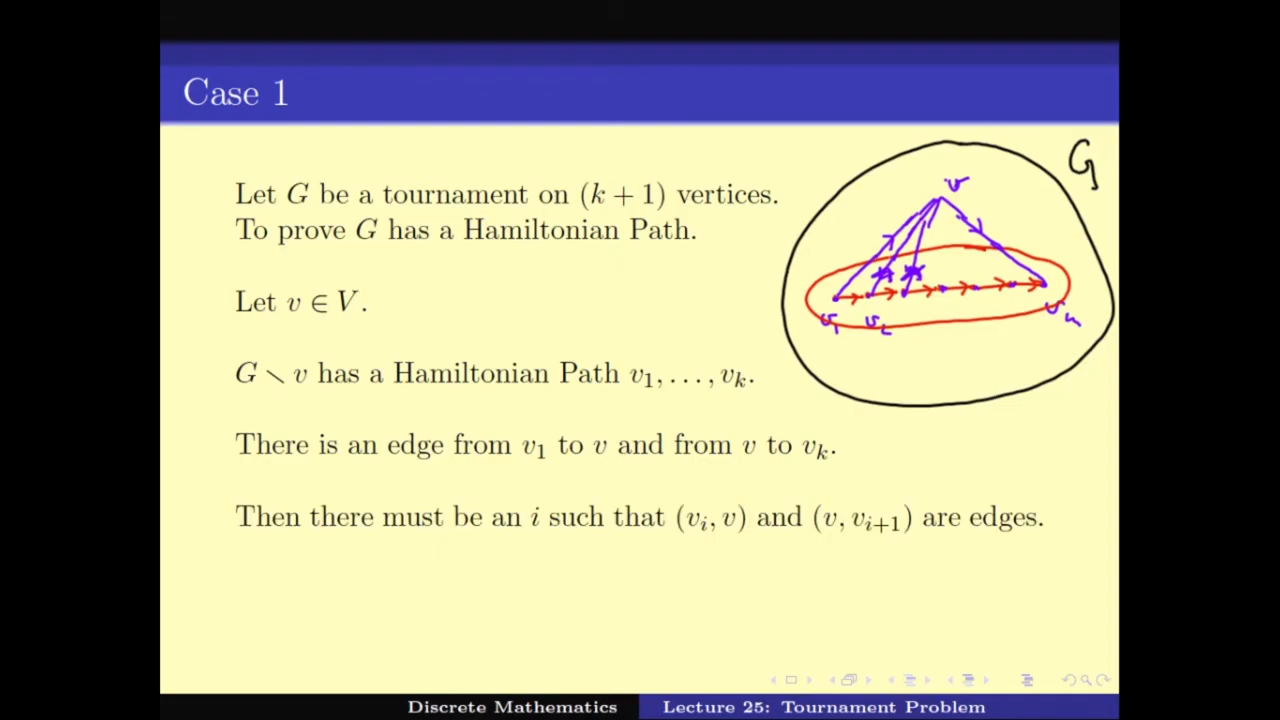 Case 1
Let G be a tournament on (k + 1) vertices.
To prove G has a Hamiltonian Path.
Let v ∈ V.
G ∖ v has a Hamiltonian Path v₁, . . . , vₖ.
There is an edge from v₁ to v and from v to vₖ.
Then there must be an i such that (vᵢ, v) and (v, vᵢ₊₁) are edges.
G
v
v₁ v₂
Discrete Mathematics Lecture 25: Tournament Problem